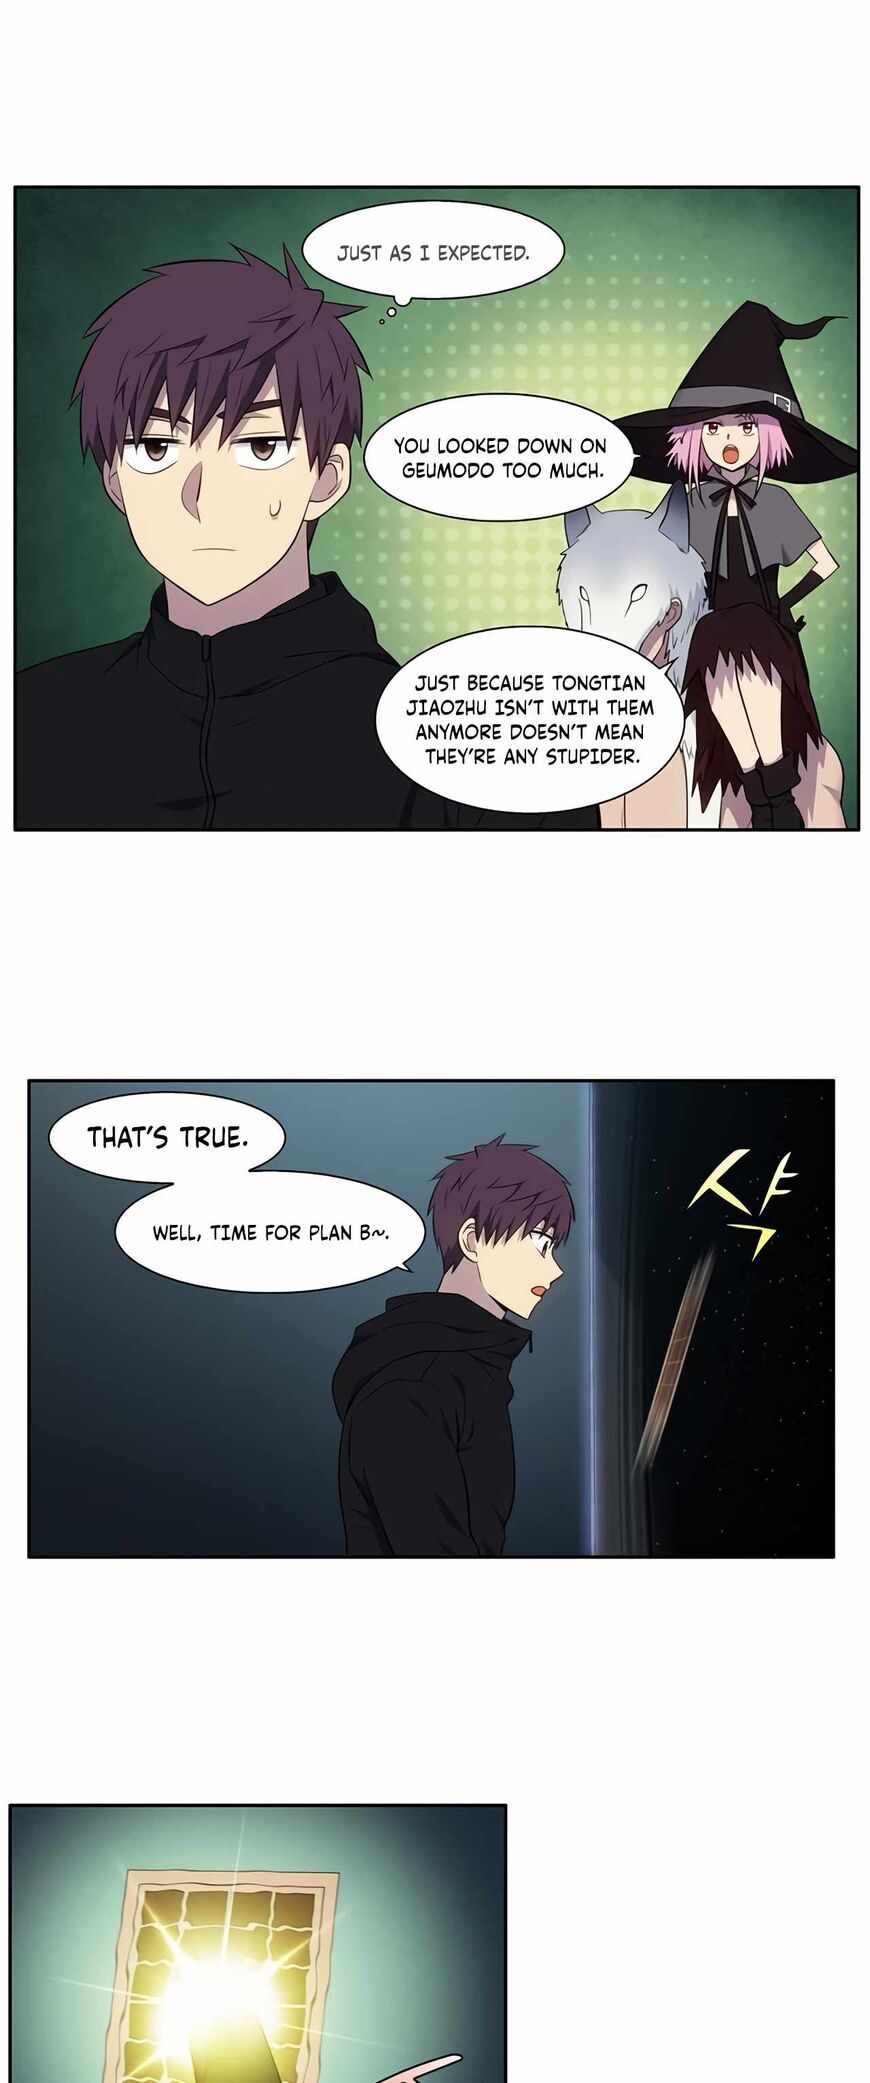 JUST AS I EXPECTED.
YOU LOOKED DOWN ON
GEUMODO TOO MUCH.
JUST BECAUSE TONGTIAN
JIAOZHU ISN'T WITH THEM
ANYMORE DOESN'T MEAN
THEY'RE ANY STUPIDER.
THAT'S TRUE.
WELL, TIME FOR PLAN B~.
샥